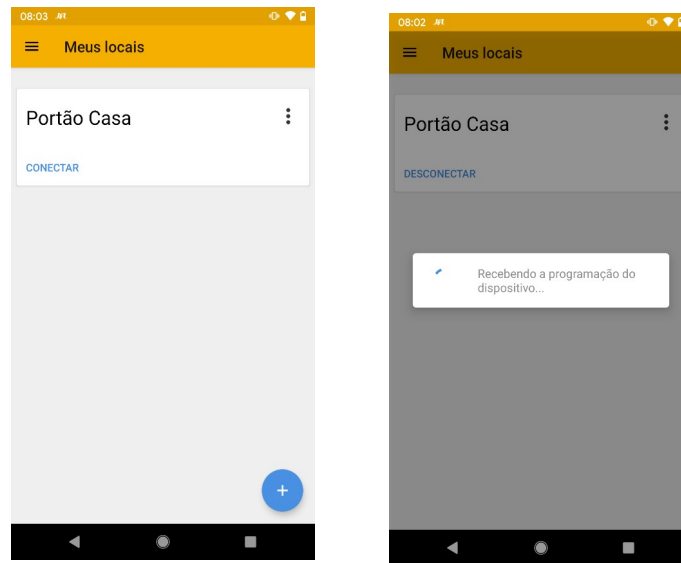 08:03
Meus locais
Portão Casa
CONECTAR
+
08:02
Meus locais
Portão Casa
DESCONECTAR
Recebendo a programação do
dispositivo...